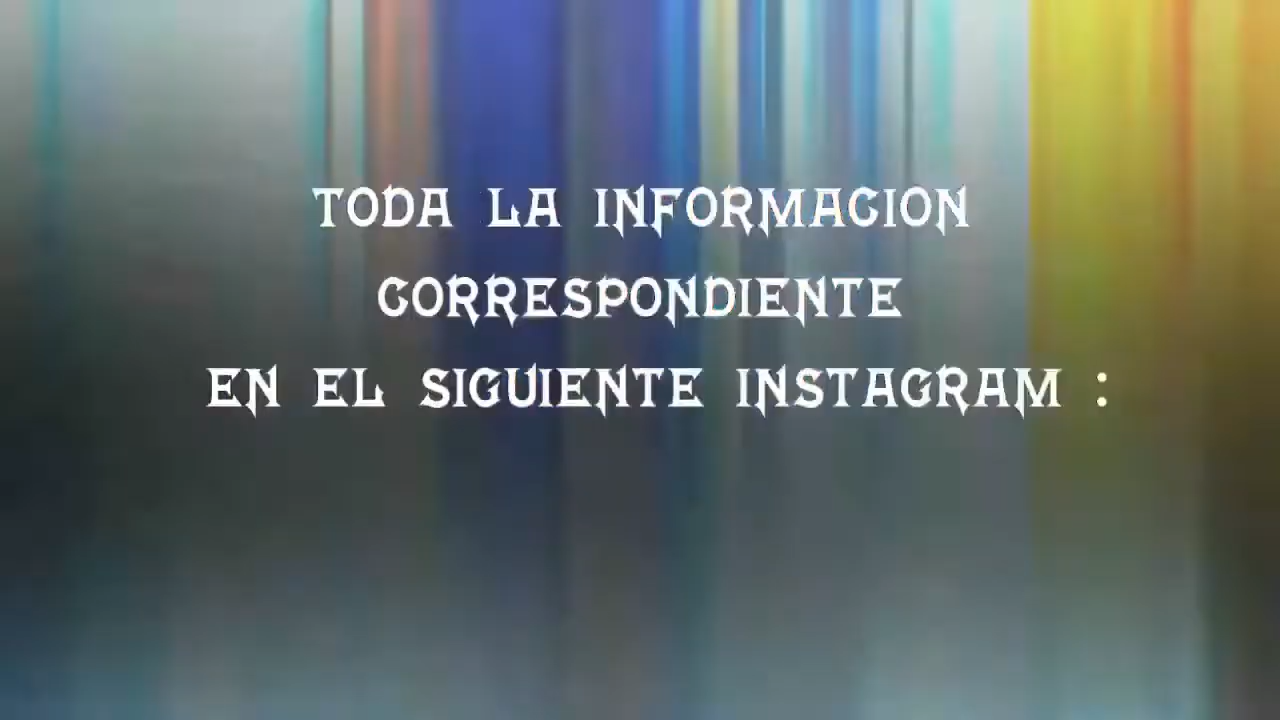 TODA LA INFORMACION
CORRESPONDIENTE
EN EL SIGUIENTE INSTAGRAM :